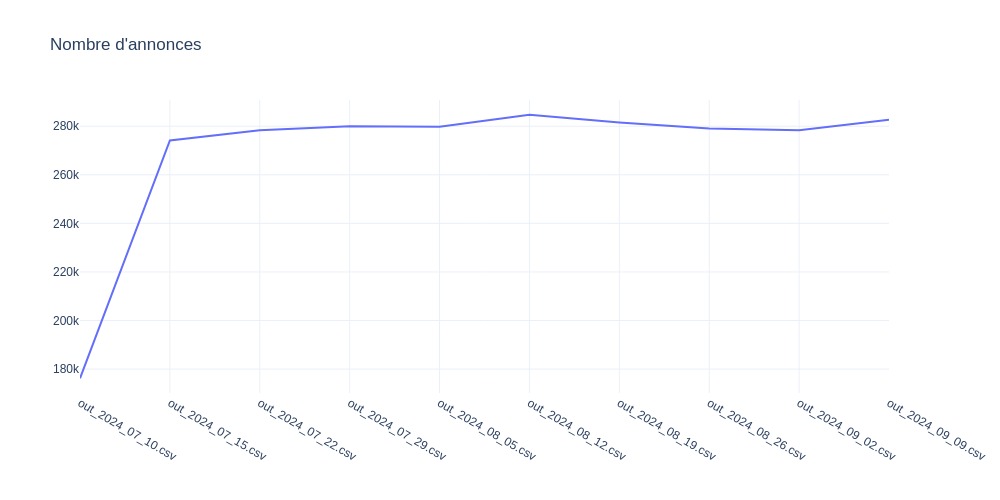 Nombre d'annonces
280k
260k
240k
220k
200k
180k
out_2024_07_10.csv
out_2024_07_15.csv
out_2024_07_22.csv
out_2024_07_29.csv
out_2024_08_05.csv
out_2024_08_12.csv
out_2024_08_19.csv
out_2024_08_26.csv
out_2024_09_02.csv
out_2024_09_09.csv